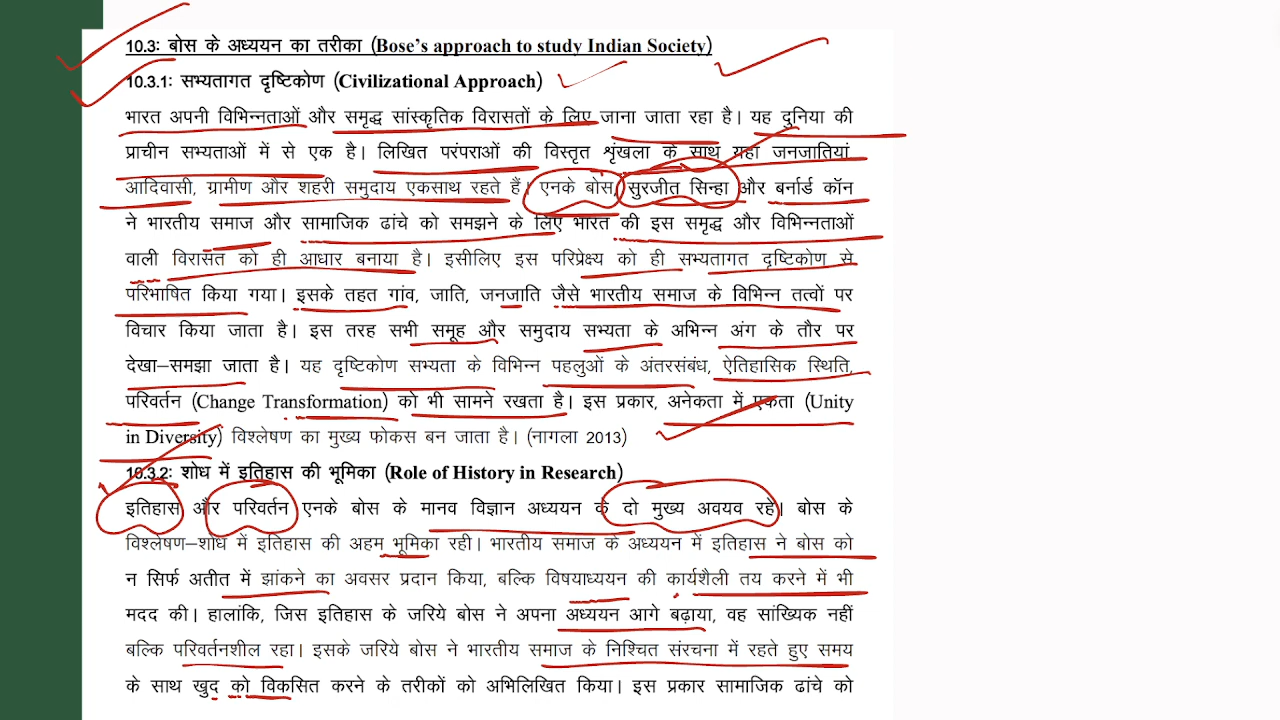 10.3: बोस के अध्ययन का तरीका (Bose’s approach to study Indian Society)
10.3.1: सभ्यतागत दृष्टिकोण (Civilizational Approach)
भारत अपनी विभिन्नताओं और समृद्ध सांस्कृतिक विरासतों के लिए जाना जाता रहा है। यह दुनिया की
प्राचीन सभ्यताओं में से एक है। लिखित परंपराओं की विस्तृत श्रृंखला के साथ यहां जनजातियां,
आदिवासी, ग्रामीण और शहरी समुदाय एकसाथ रहते हैं। एनके बोस, सुरजीत सिन्हा और बर्नार्ड कॉन
ने भारतीय समाज और सामाजिक ढांचे को समझने के लिए भारत की इस समृद्ध और विभिन्नताओं
वाली विरासत को ही आधार बनाया है। इसीलिए इस परिप्रेक्ष्य को ही सभ्यतागत दृष्टिकोण से
परिभाषित किया गया। इसके तहत गांव, जाति, जनजाति जैसे भारतीय समाज के विभिन्न तत्वों पर
विचार किया जाता है। इस तरह सभी समूह और समुदाय सभ्यता के अभिन्न अंग के तौर पर
देखा–समझा जाता है। यह दृष्टिकोण सभ्यता के विभिन्न पहलुओं के अंतरसंबंध, ऐतिहासिक स्थिति,
परिवर्तन (Change Transformation) को भी सामने रखता है। इस प्रकार, अनेकता में एकता (Unity
in Diversity) विश्लेषण का मुख्य फोकस बन जाता है। (नागला 2013)
10.3.2: शोध में इतिहास की भूमिका (Role of History in Research)
इतिहास और परिवर्तन एनके बोस के मानव विज्ञान अध्ययन के दो मुख्य अवयव रहे। बोस के
विश्लेषण–शोध में इतिहास की अहम भूमिका रही। भारतीय समाज के अध्ययन में इतिहास ने बोस को
न सिर्फ अतीत में झांकने का अवसर प्रदान किया, बल्कि विषयाध्ययन की कार्यशैली तय करने में भी
मदद की। हालांकि, जिस इतिहास के जरिये बोस ने अपना अध्ययन आगे बढ़ाया, वह सांख्यिक नहीं
बल्कि परिवर्तनशील रहा। इसके जरिये बोस ने भारतीय समाज के निश्चित संरचना में रहते हुए समय
के साथ खुद को विकसित करने के तरीकों को अभिलिखित किया। इस प्रकार सामाजिक ढांचे को